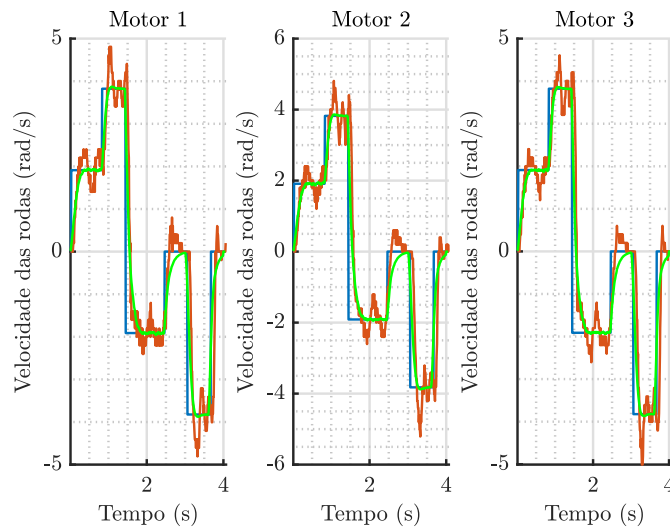 Motor 1
Velocidade das rodas (rad/s)
5
0
-5
2
4
Tempo (s)
Motor 2
Velocidade das rodas (rad/s)
6
4
2
0
-2
-4
-6
2
4
Tempo (s)
Motor 3
Velocidade das rodas (rad/s)
5
0
-5
2
4
Tempo (s)